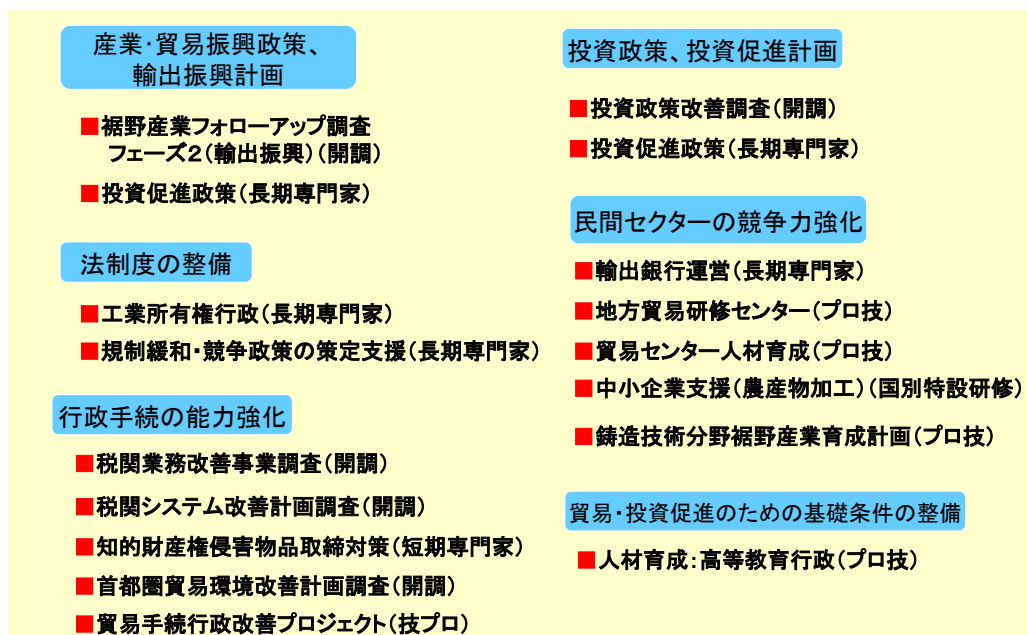 産業･貿易振興政策、
輸出振興計画
■裾野産業フォローアップ調査
フェーズ2(輸出振興)(開調)
■投資促進政策(長期専門家)
法制度の整備
■工業所有権行政(長期専門家)
■規制緩和･競争政策の策定支援(長期専門家)
行政手続の能力強化
■税関業務改善事業調査(開調)
■税関システム改善計画調査(開調)
■知的財産権侵害物品取締対策(短期専門家)
■首都圏貿易環境改善計画調査(開調)
■貿易手続行政改善プロジェクト(技プロ)
投資政策、投資促進計画
■投資政策改善調査(開調)
■投資促進政策(長期専門家)
民間セクターの競争力強化
■輸出銀行運営(長期専門家)
■地方貿易研修センター(プロ技)
■貿易センター人材育成(プロ技)
■中小企業支援(農産物加工)(国別特設研修)
■鋳造技術分野裾野産業育成計画(プロ技)
貿易･投資促進のための基礎条件の整備
■人材育成:高等教育行政(プロ技)